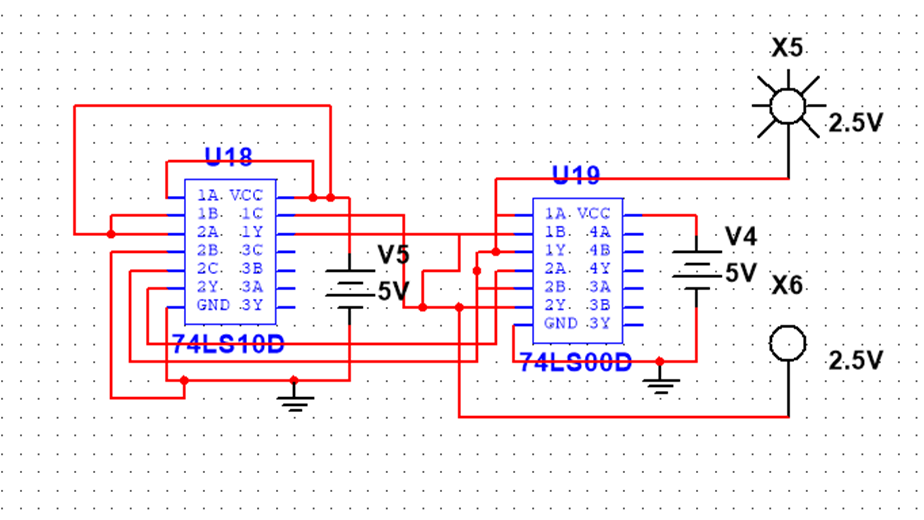 X5
2.5V
U18
1A VCC
1B 1C
2A 1Y
2B 3C
2C 3B
2Y 3A
GND 3Y
74LS10D
V5
5V
U19
1A VCC
1B 4A
1Y 4B
2A 4Y
2B 3A
2Y 3B
GND 3Y
74LS00D
V4
5V
X6
2.5V